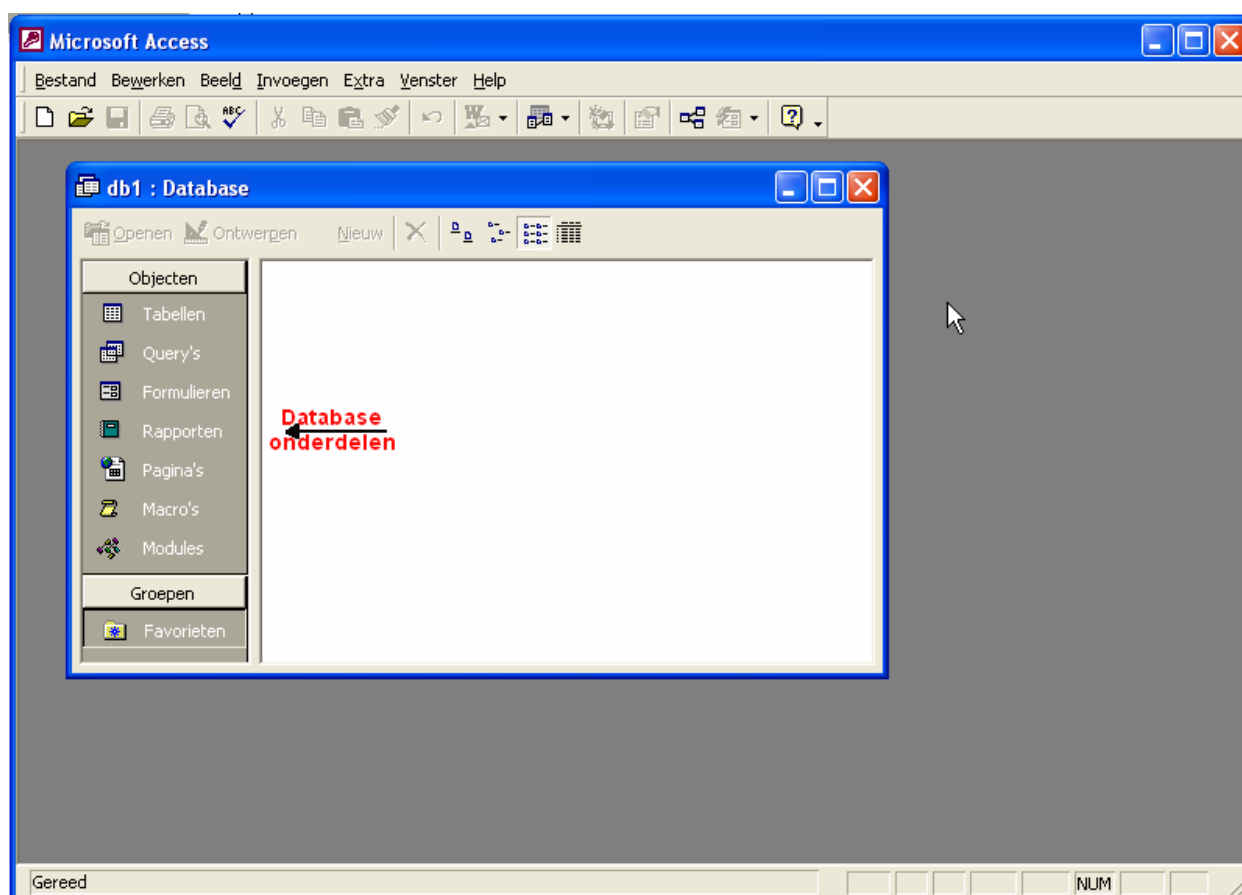 Microsoft Access
Bestand Bewerken Beeld Invoegen Extra Venster Help
ABC
db1 : Database
Openen Ontwerpen Nieuw
Objecten
Tabellen
Query's
Formulieren
Rapporten
Pagina's
Macro's
Modules
Groepen
Favorieten
Database
onderdelen
Gereed NUM